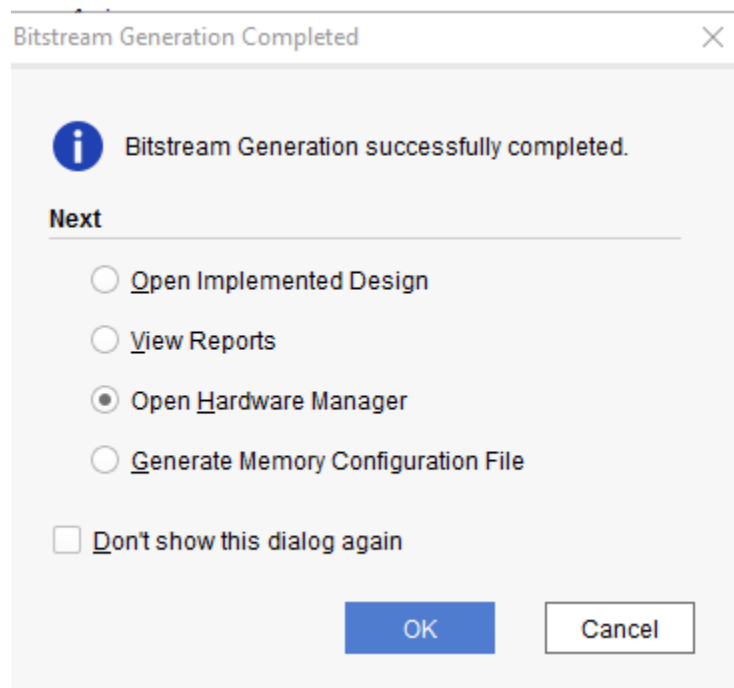 Bitstream Generation Completed
Bitstream Generation successfully completed.
Next
Open Implemented Design
View Reports
Open Hardware Manager
Generate Memory Configuration File
Don't show this dialog again
OK Cancel